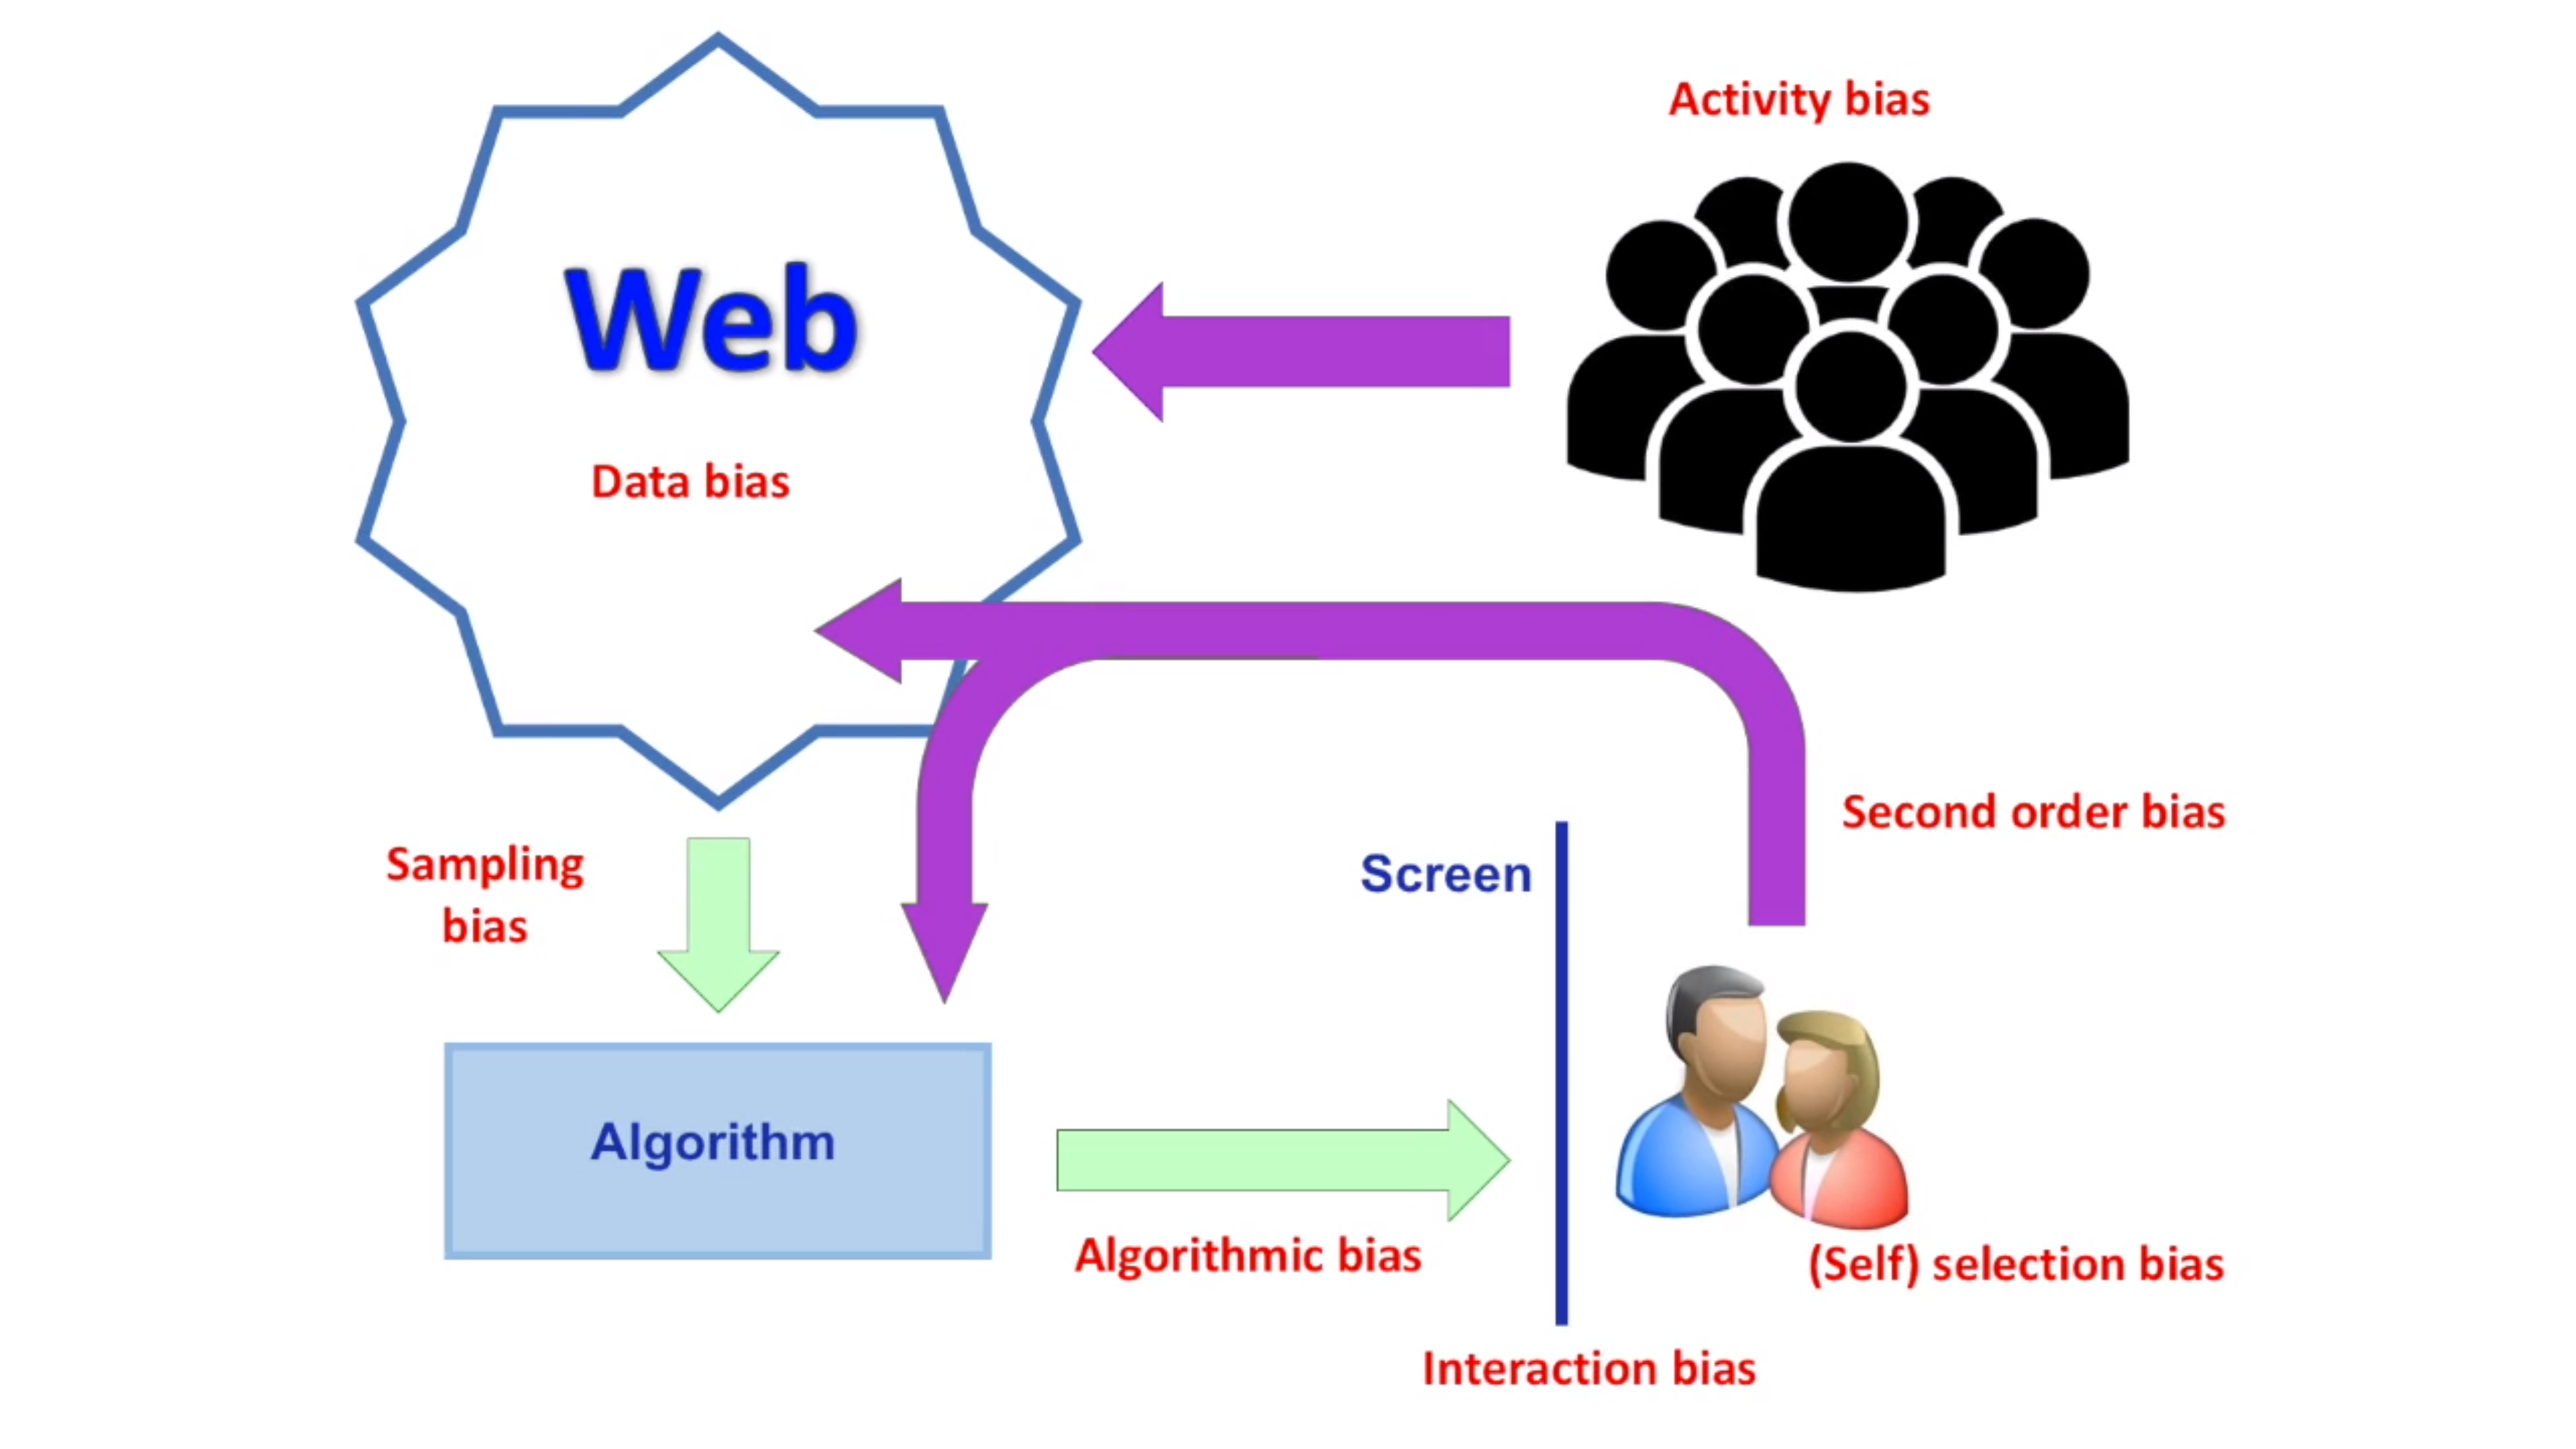 Activity bias
Web
Data bias
Second order bias
Sampling
bias
Screen
Algorithm
Algorithmic bias
(Self) selection bias
Interaction bias